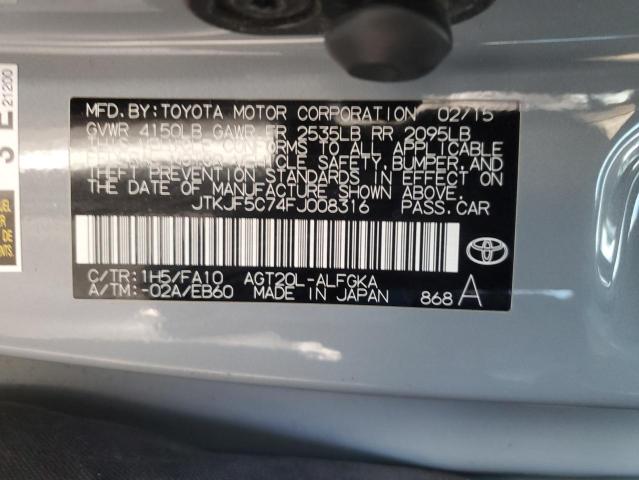 MFD. BY: TOYOTA MOTOR CORPORATION 02/15
GVWR 4150LB GAWR FR 2535LB RR 2095LB
THIS VEHICLE CONFORMS TO ALL APPLICABLE
FEDERAL MOTOR VEHICLE SAFETY, BUMPER, AND
THEFT PREVENTION STANDARDS IN EFFECT ON
THE DATE OF MANUFACTURE SHOWN ABOVE.
JTKJF5C74FJ008316 PASS. CAR
C/TR: 1H5/FA10 AGT20L-ALFGKA
A/TM: -02A/EB60 MADE IN JAPAN 868 A
21200